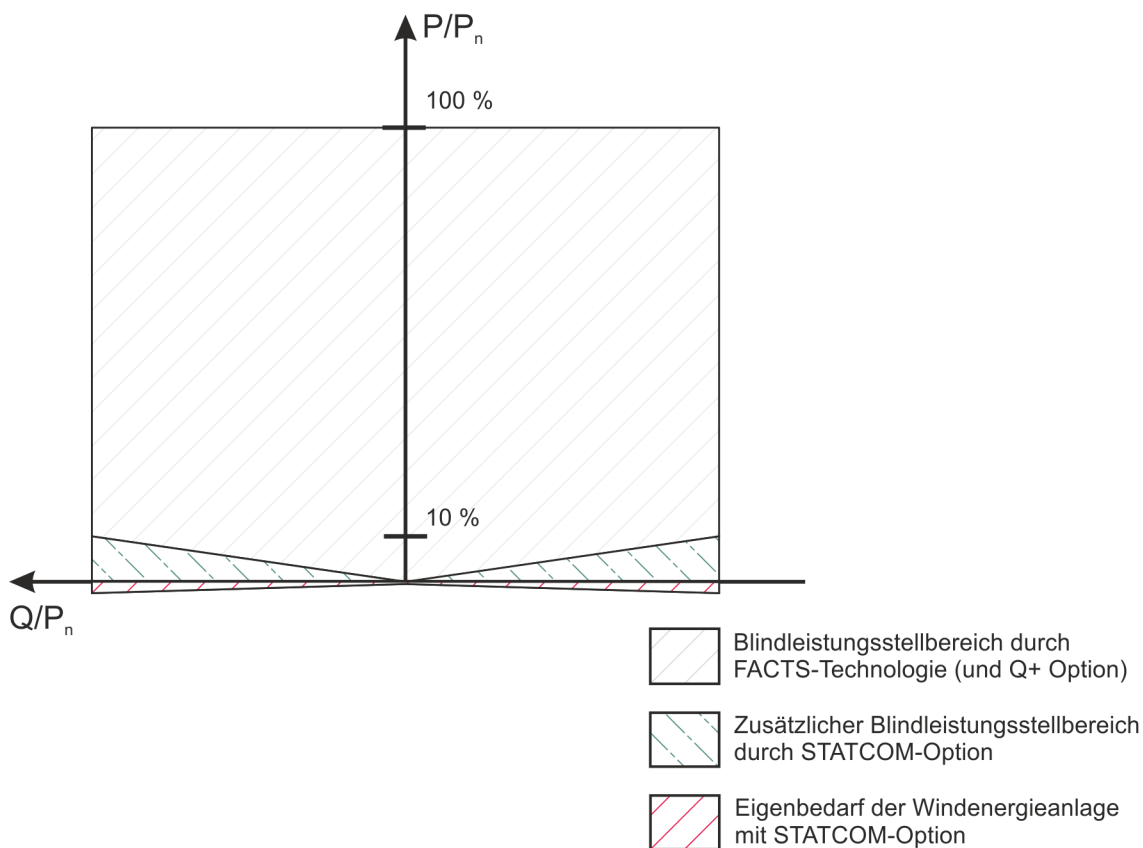 P/Pn
100 %
10 %
Q/Pn
Blindleistungsstellbereich durch
FACTS-Technologie (und Q+ Option)
Zusätzlicher Blindleistungsstellbereich
durch STATCOM-Option
Eigenbedarf der Windenergieanlage
mit STATCOM-Option